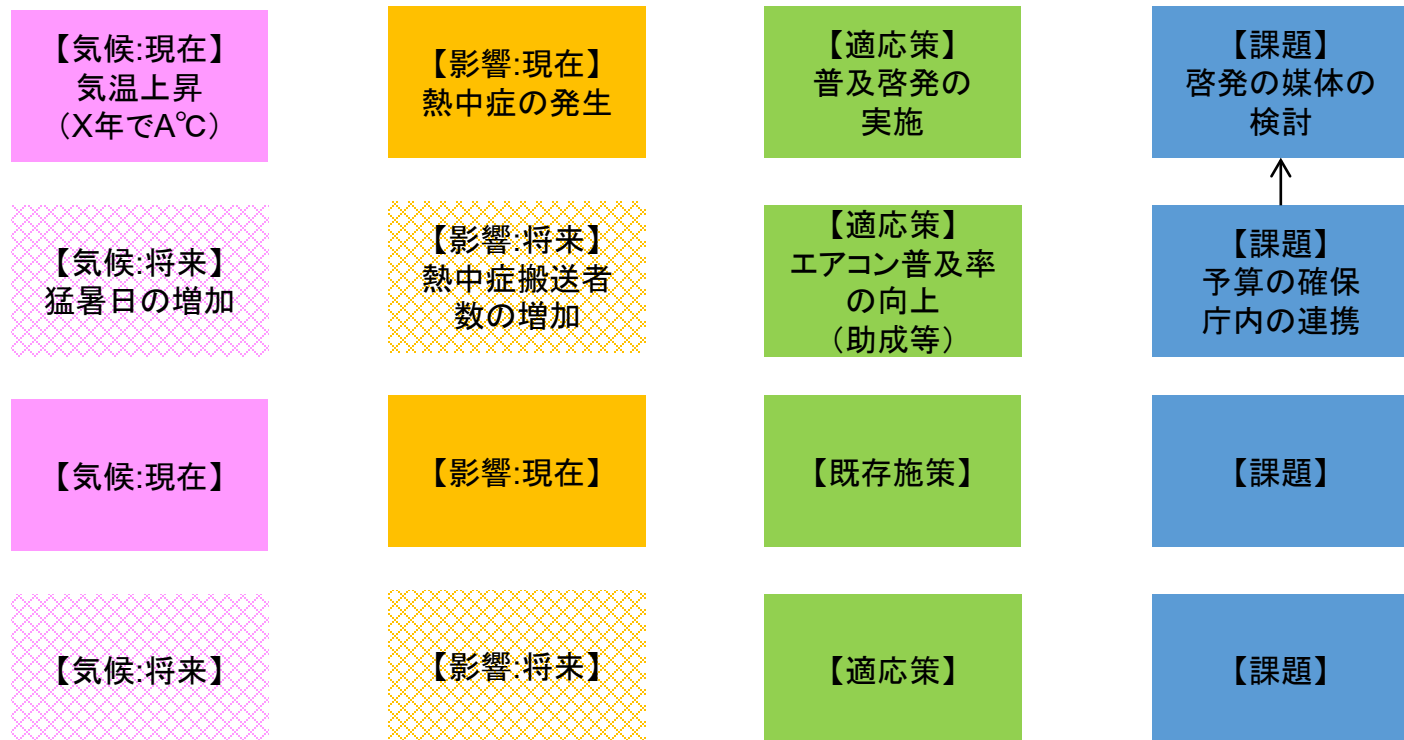 【気候:現在】
気温上昇
（X年でA℃）
【影響:現在】
熱中症の発生
【適応策】
普及啓発の
実施
【課題】
啓発の媒体の
検討
【気候:将来】
猛暑日の増加
【影響:将来】
熱中症搬送者
数の増加
【適応策】
エアコン普及率
の向上
（助成等）
【課題】
予算の確保
庁内の連携
【気候:現在】
【影響:現在】
【既存施策】
【課題】
【気候:将来】
【影響:将来】
【適応策】
【課題】